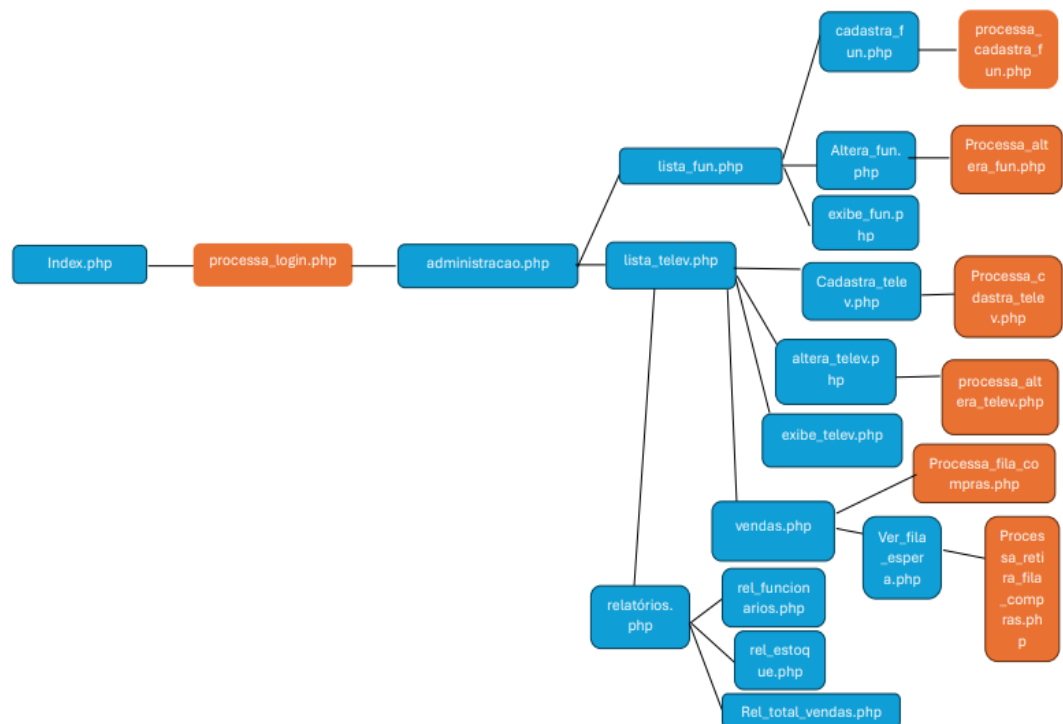 cadastra_f
un.php
processa_
cadastra_f
un.php
lista_fun.php
Altera_fun.
php
Processa_alt
era_fun.php
exibe_fun.p
hp
Index.php
processa_login.php
administracao.php
lista_telev.php
Cadastra_tele
v.php
Processa_c
dastra_tele
v.php
altera_telev.p
hp
processa_alt
era_telev.php
exibe_telev.php
Processa_fila_co
mpras.php
vendas.php
Ver_fila
_esper
a.php
Proces
sa_reti
ra_fila
_comp
ras.ph
p
relatórios.
php
rel_funcion
arios.php
rel_estoq
ue.php
Rel_total_vendas.php